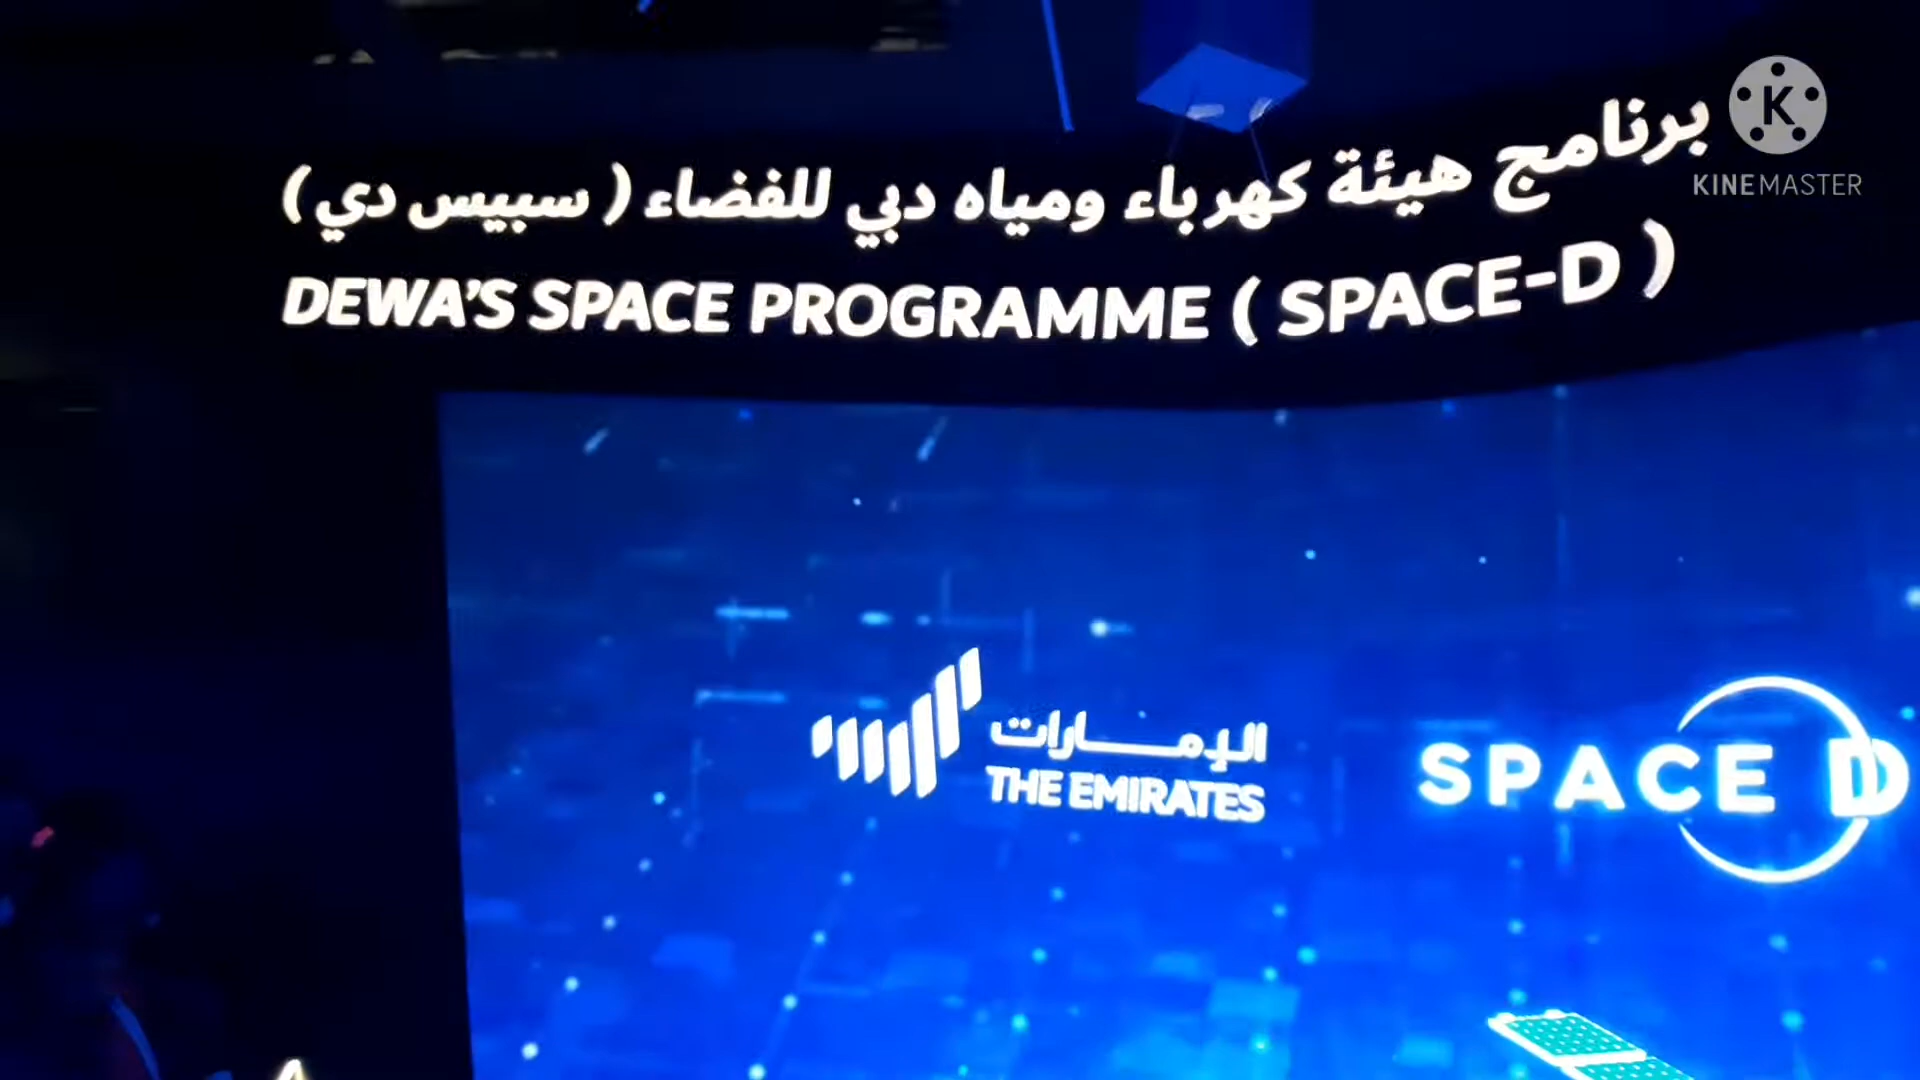 برنامج هيئة كهرباء ومياه دبي للفضاء ( سبيس دي )
DEWA'S SPACE PROGRAMME ( SPACE-D )
K
KINEMASTER
الإمارات
THE EMIRATES
SPACE D